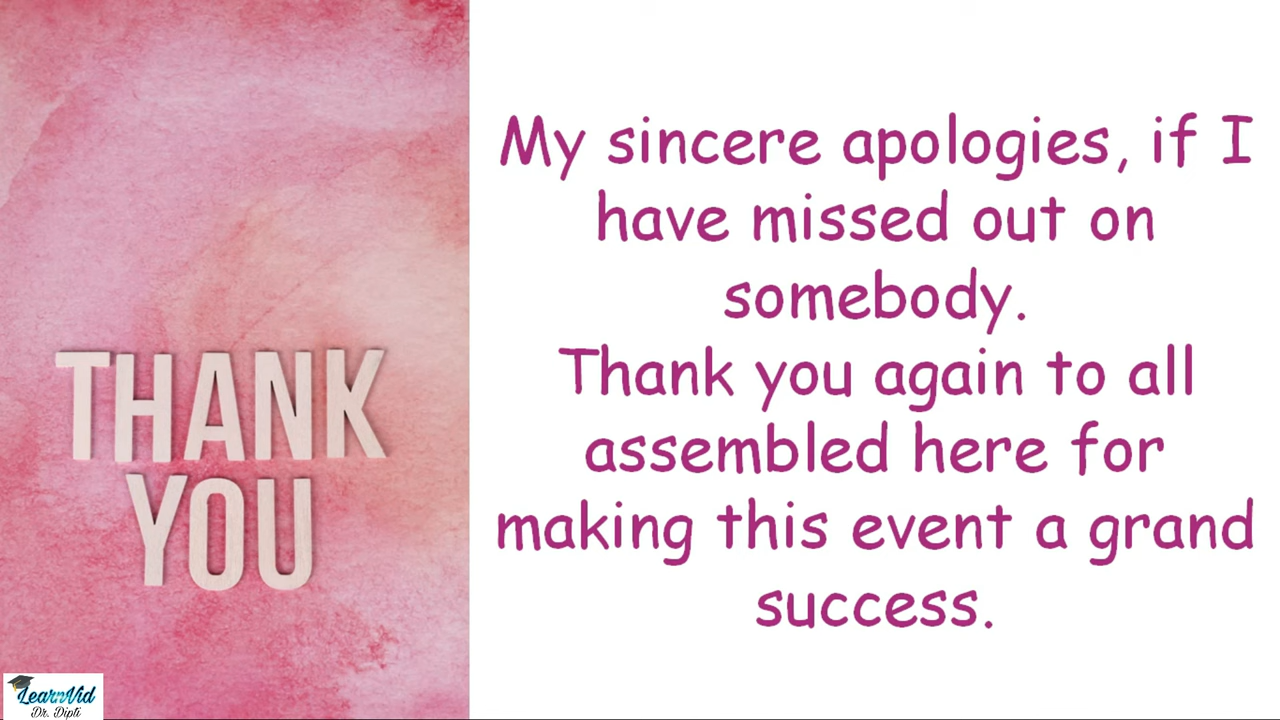 THANK
YOU
My sincere apologies, if I
have missed out on
somebody.
Thank you again to all
assembled here for
making this event a grand
success.
LearnVid
Dr. Dipti